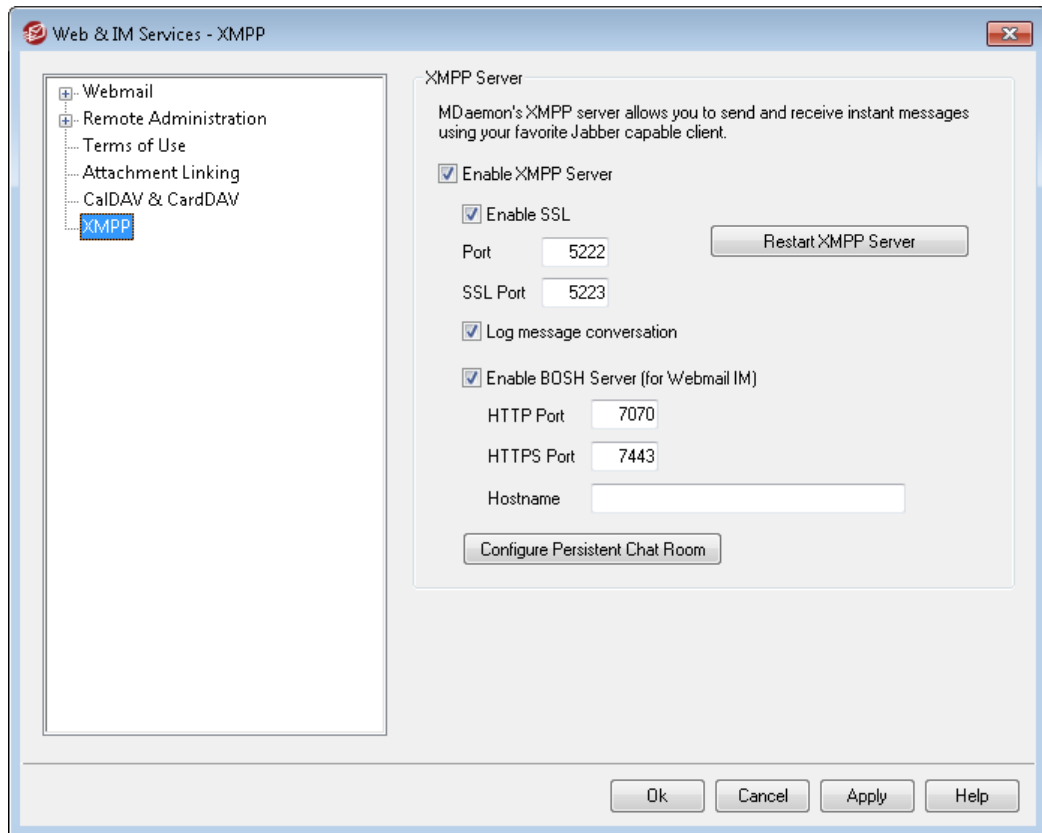 Web & IM Services - XMPP
Webmail
Remote Administration
Terms of Use
Attachment Linking
CalDAV & CardDAV
XMPP
XMPP Server
MDaemon's XMPP server allows you to send and receive instant messages
using your favorite Jabber capable client.
Enable XMPP Server
Enable SSL
Port 5222
Restart XMPP Server
SSL Port 5223
Log message conversation
Enable BOSH Server (for Webmail IM)
HTTP Port 7070
HTTPS Port 7443
Hostname
Configure Persistent Chat Room
Ok Cancel Apply Help